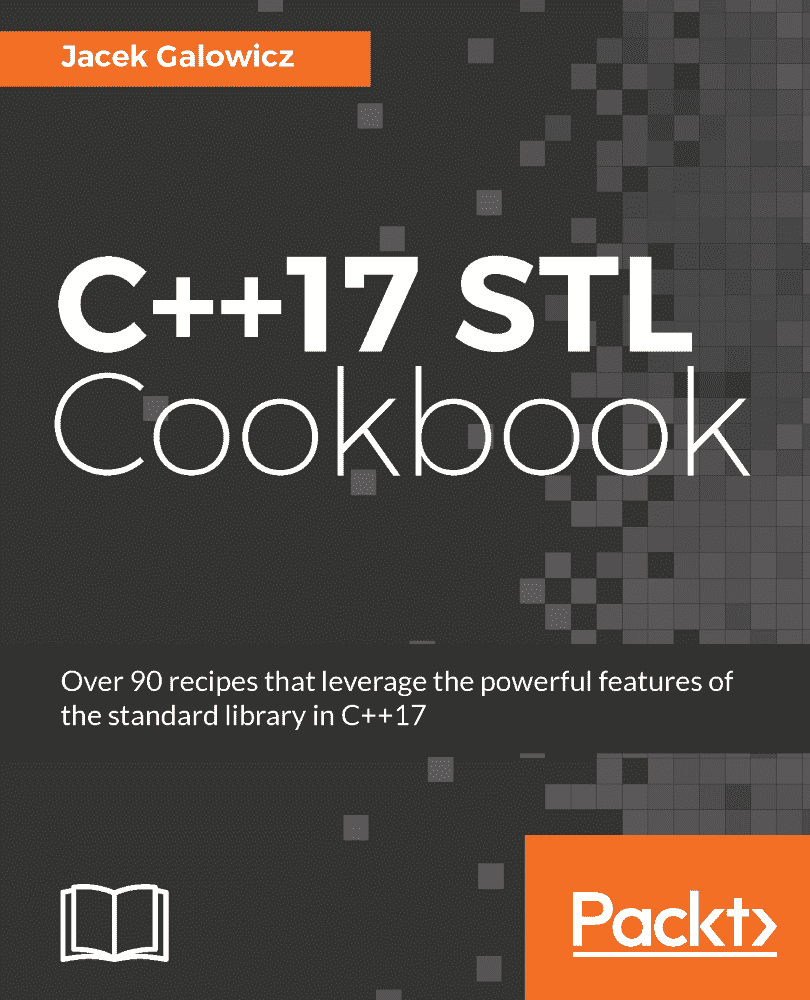 Jacek Galowicz
C++17 STL
Cookbook
Over 90 recipes that leverage the powerful features of
the standard library in C++17
Packt>